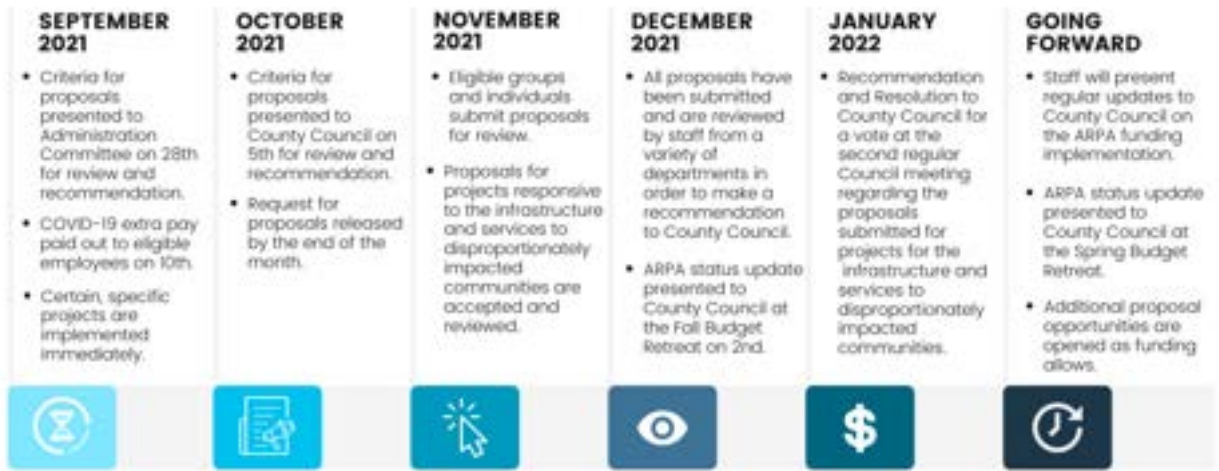 SEPTEMBER
2021
• Criteria for
proposals
presented to
Administration
Committee on 28th
for review and
recommendation.
• COVID-19 extra pay
paid out to eligible
employees on 10th.
• Certain, specific
projects are
implemented
immediately.
OCTOBER
2021
• Criteria for
proposals
presented to
County Council on
5th for review and
recommendation.
• Request for
proposals released
by the end of the
month.
NOVEMBER
2021
• Eligible groups
and individuals
submit proposals
for review.
• Proposals for
projects responsive
to the infrastructure
and services to
disproportionately
impacted
communities are
accepted and
reviewed.
DECEMBER
2021
• All proposals have
been submitted
and are reviewed
by staff from a
variety of
departments in
order to make a
recommendation
to County Council.
• ARPA status update
presented to
County Council at
the Fall Budget
Retreat on 2nd.
JANUARY
2022
• Recommendation
and Resolution to
County Council for
a vote at the
second regular
Council meeting
regarding the
proposals
submitted for
projects for the
infrastructure and
services to
disproportionately
impacted
communities.
GOING
FORWARD
• Staff will present
regular updates to
County Council on
the ARPA funding
implementation.
• ARPA status update
presented to
County Council at
the Spring Budget
Retreat.
• Additional proposal
opportunities are
opened as funding
allows.
$